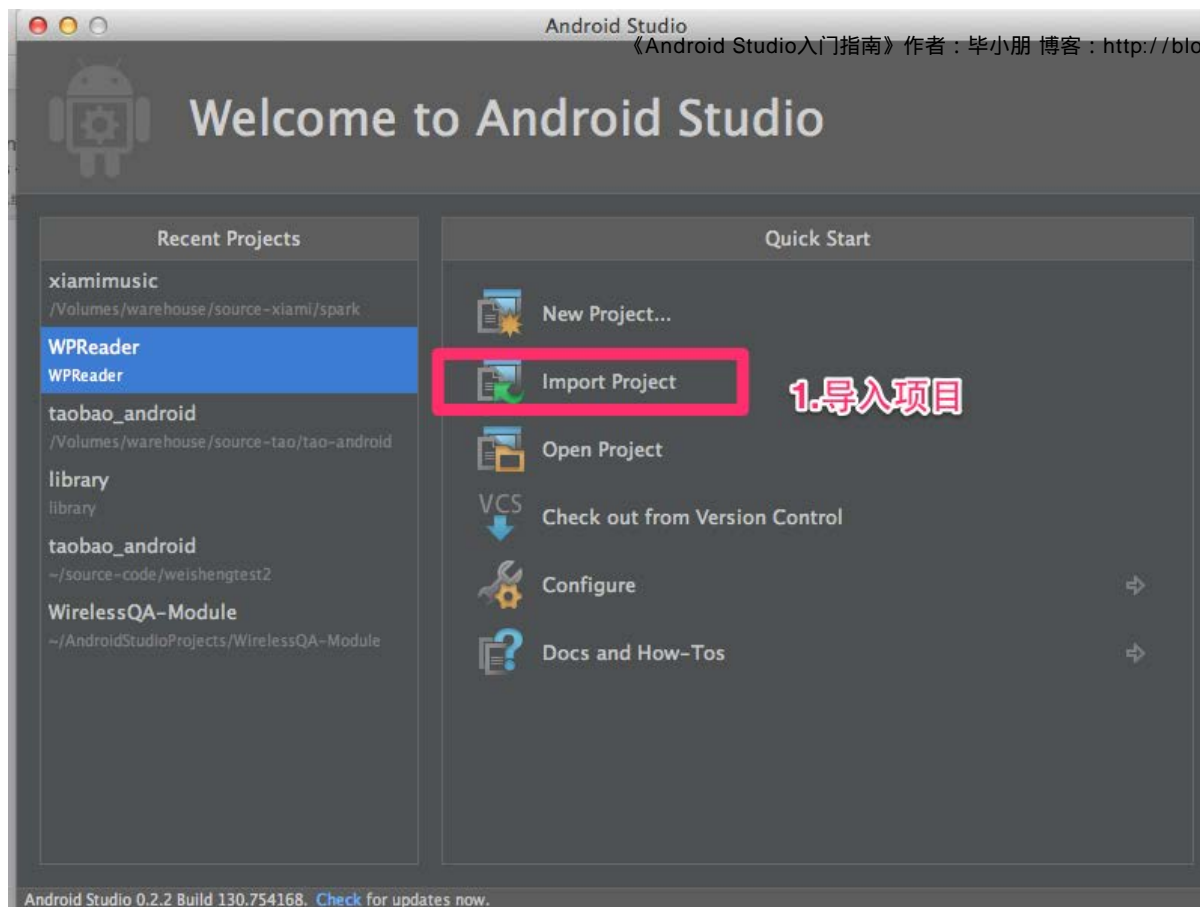 Android Studio
《Android Studio入门指南》作者：毕小朋 博客：http://blo
Welcome to Android Studio
Recent Projects
xiamimusic
/Volumes/warehouse/source-xiami/spark
WPReader
WPReader
taobao_android
/Volumes/warehouse/source-tao/tao-android
library
library
taobao_android
~/source-code/weishengtest2
WirelessQA-Module
~/AndroidStudioProjects/WirelessQA-Module
Quick Start
New Project...
Import Project
1.导入项目
Open Project
VCS
Check out from Version Control
Configure
Docs and How-Tos
Android Studio 0.2.2 Build 130.754168. Check for updates now.